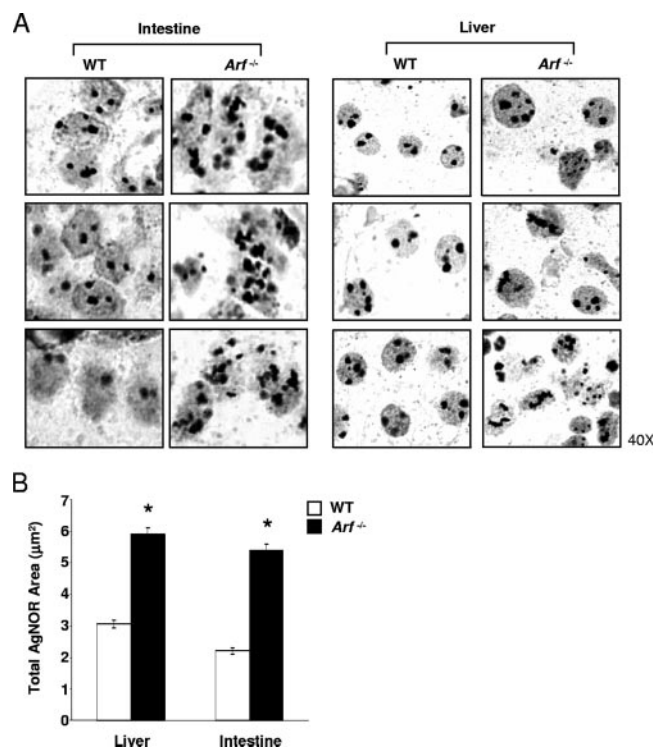 A
Intestine
Liver
WT
Arf -/-
WT
Arf -/-
40X
B
Total AgNOR Area (μm²)
7
6
5
4
3
2
1
0
*
*
WT
Arf -/-
Liver
Intestine